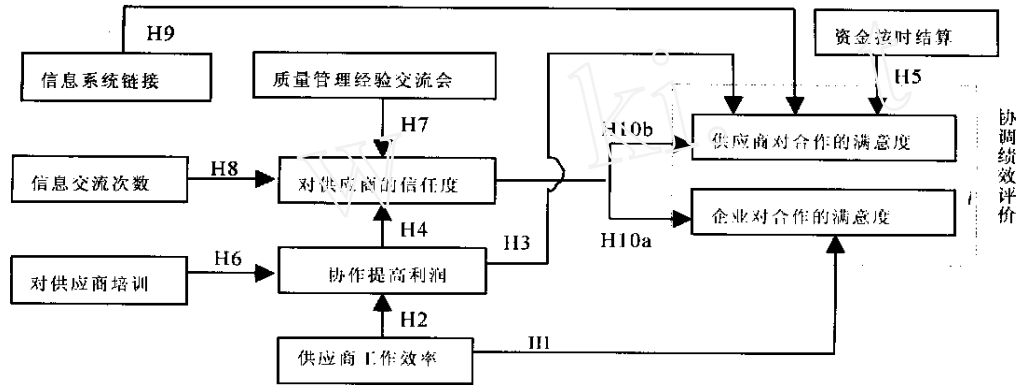 H9
资金按时结算
信息系统链接
质量管理经验交流会
H5
H7
H10b
供应商对合作的满意度
协调绩效评价
信息交流次数
H8
对供应商的信任度
企业对合作的满意度
H4
H3
H10a
对供应商培训
H6
协作提高利润
H2
供应商工作效率
H1